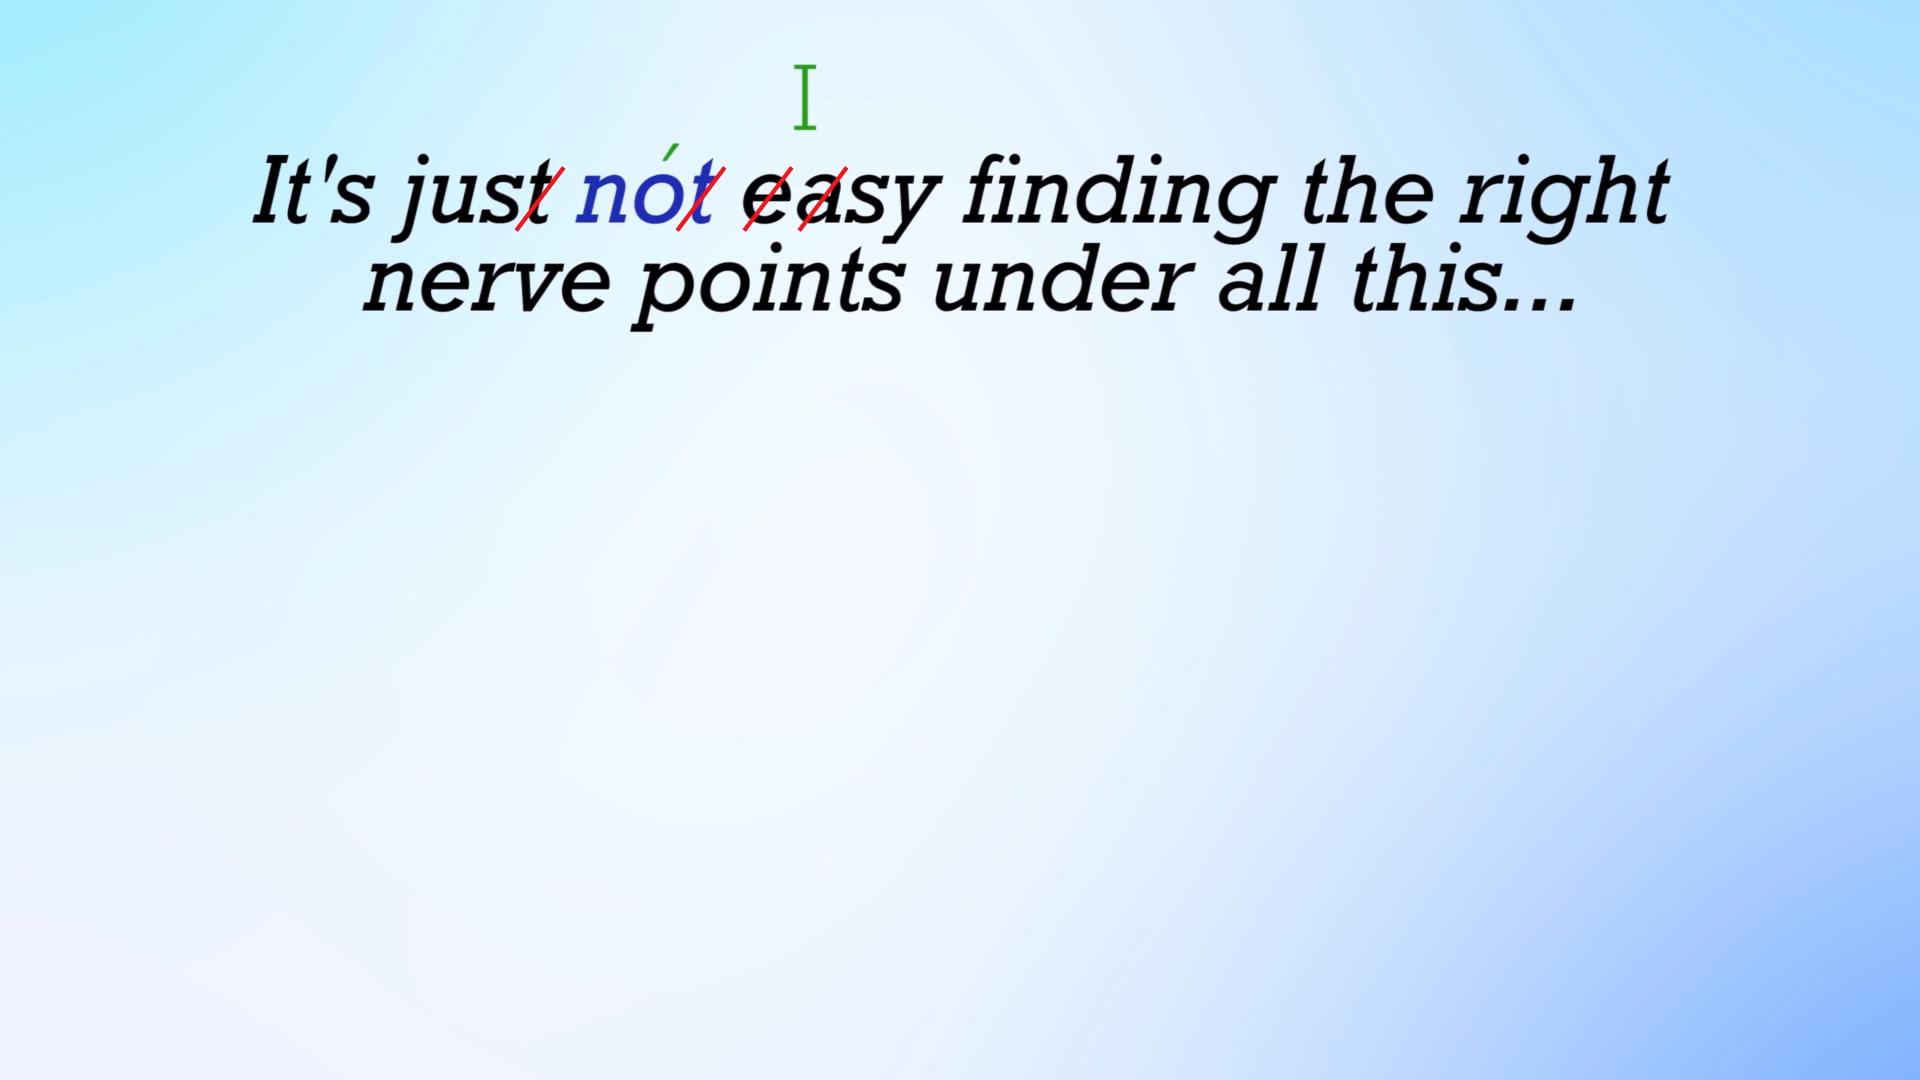 I
It's just nót easy finding the right
nerve points under all this...